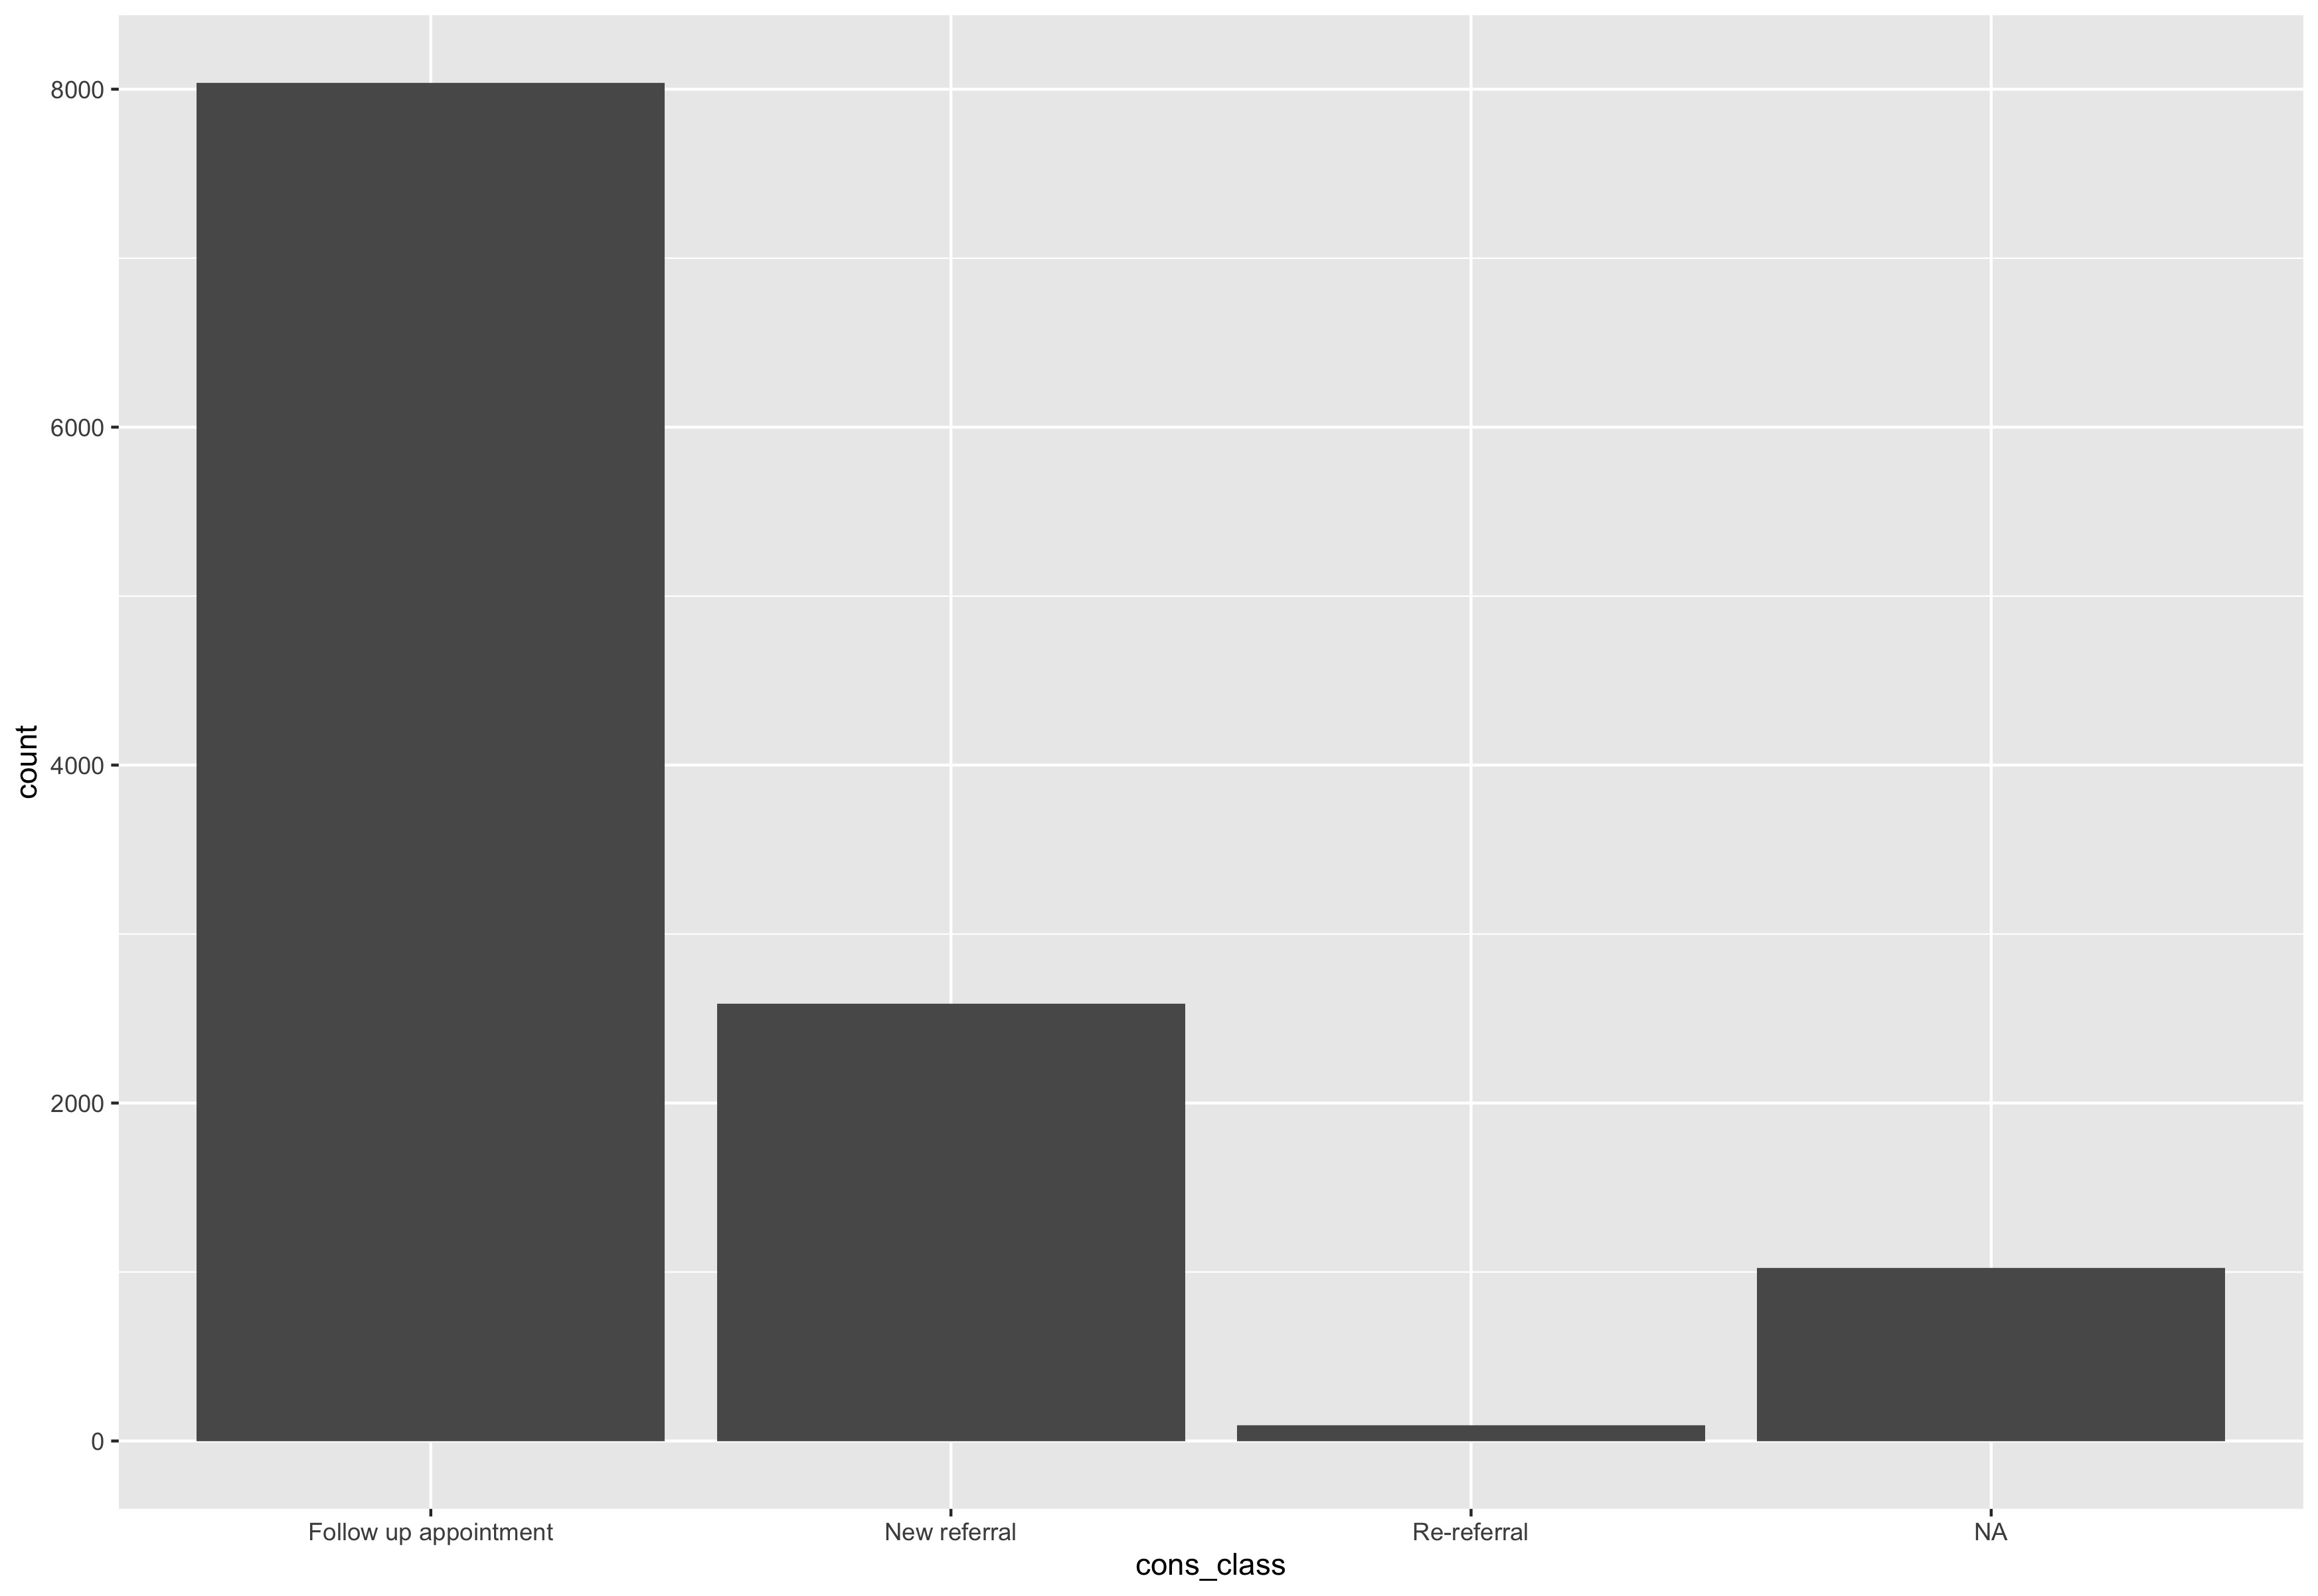 8000
6000
4000
2000
0
count
Follow up appointment
New referral
Re-referral
NA
cons_class